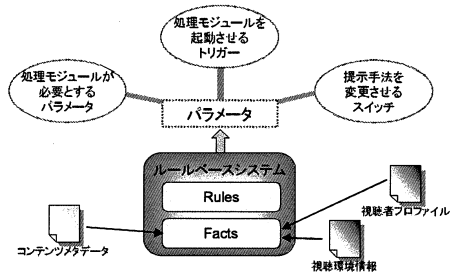 処理モジュールを
起動させる
トリガー
処理モジュールが
必要とする
パラメータ
提示手法を
変更させる
スイッチ
パラメータ
ルールベースシステム
Rules
Facts
コンテンツメタデータ
視聴者プロファイル
視聴環境情報